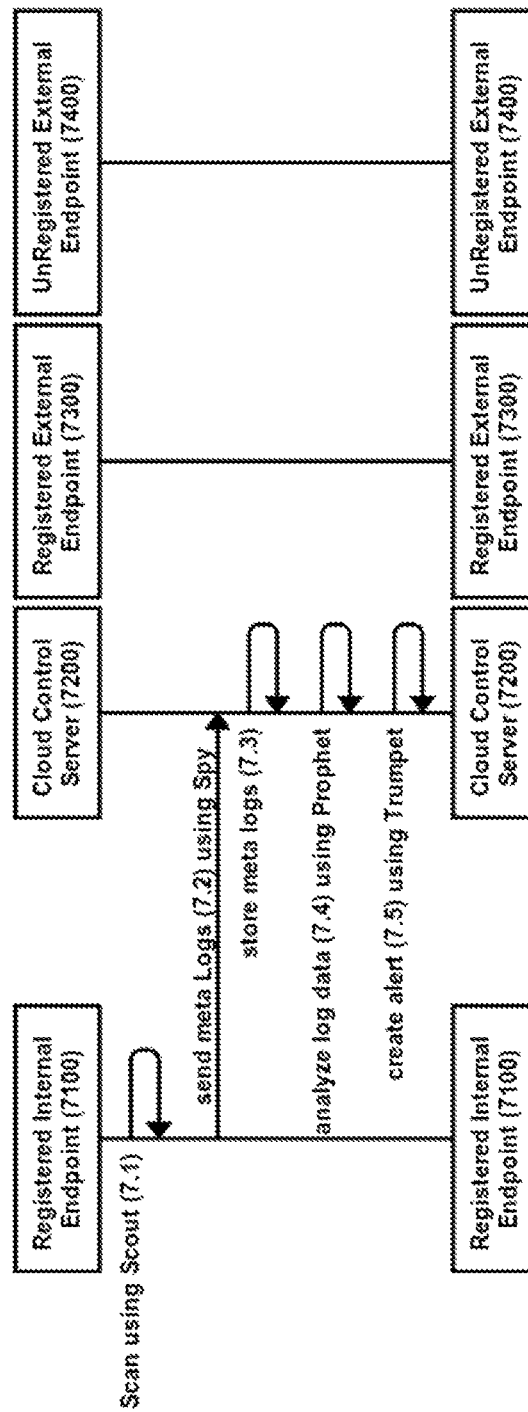 Registered Internal
Endpoint (7100)
Cloud Control
Server (7200)
Registered External
Endpoint (7300)
UnRegistered External
Endpoint (7400)
Scan using Scout (7.1)
send meta Logs (7.2) using Spy
store meta logs (7.3)
analyze log data (7.4) using Prophet
create alert (7.5) using Trumpet
Registered Internal
Endpoint (7100)
Cloud Control
Server (7200)
Registered External
Endpoint (7300)
UnRegistered External
Endpoint (7400)